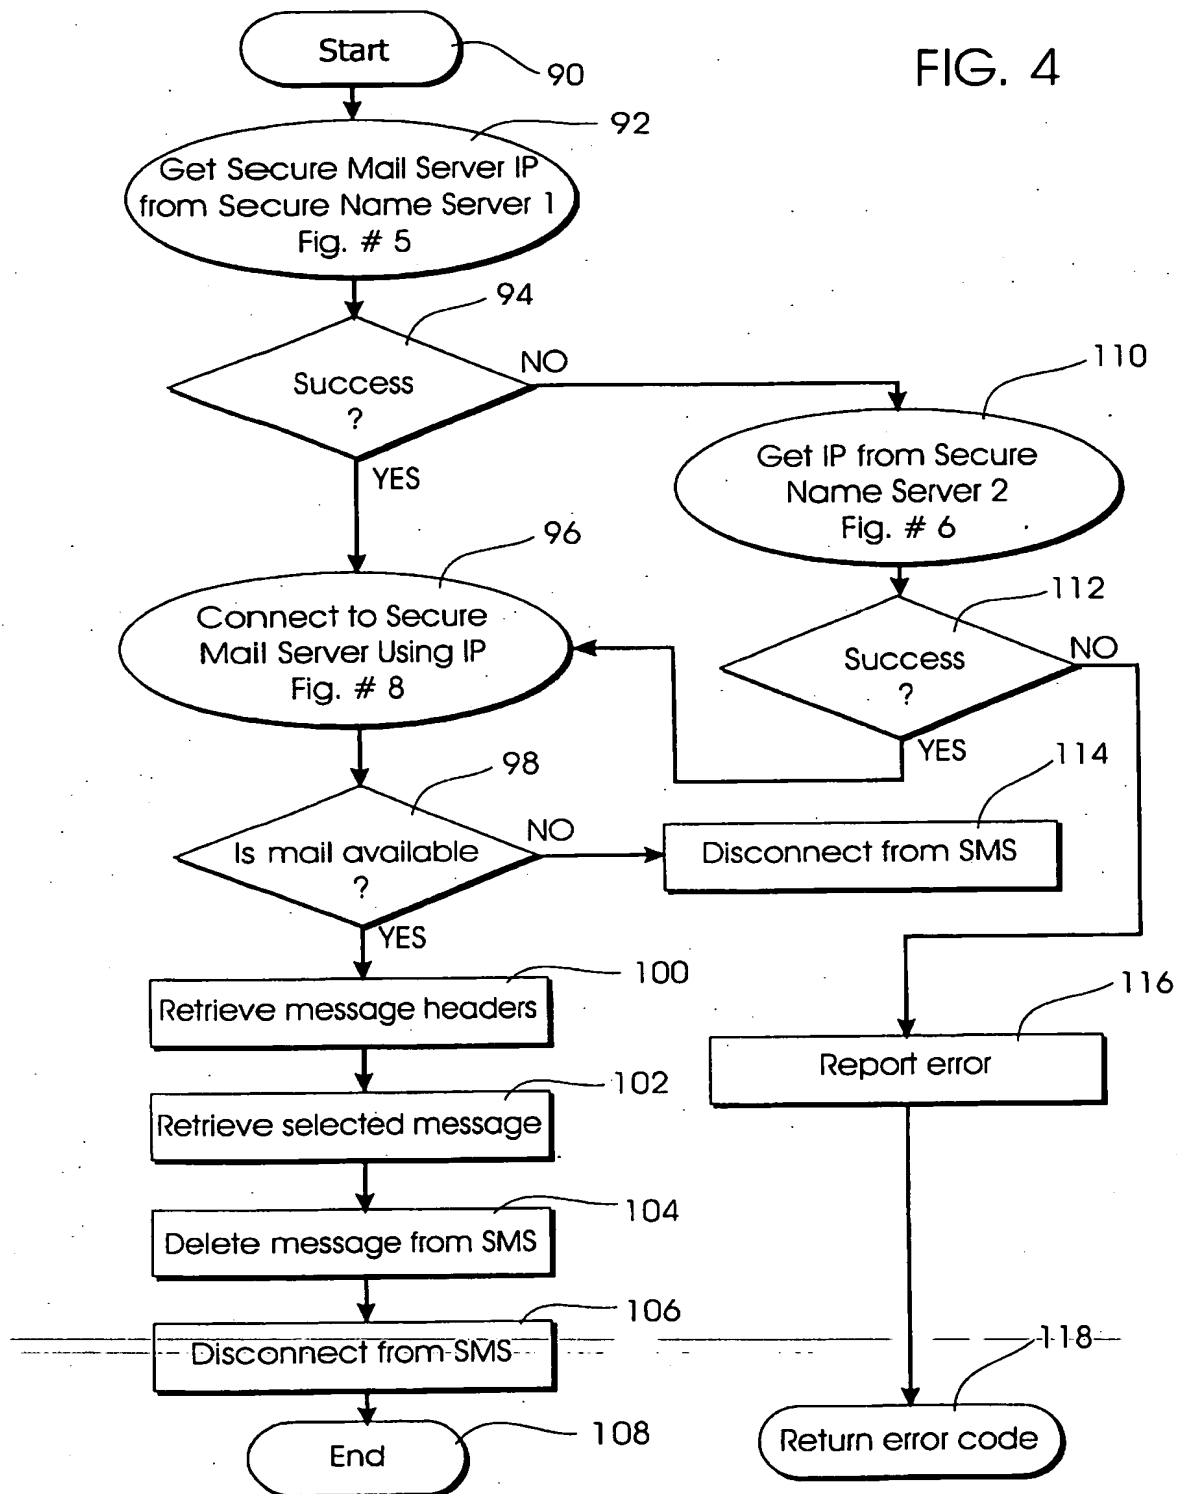 FIG. 4
Start
90
92
Get Secure Mail Server IP
from Secure Name Server 1
Fig. # 5
94
Success
?
NO
YES
110
Get IP from Secure
Name Server 2
Fig. # 6
96
Connect to Secure
Mail Server Using IP
Fig. # 8
112
Success
?
NO
YES
98
Is mail available
?
NO
YES
114
Disconnect from SMS
100
Retrieve message headers
116
Report error
102
Retrieve selected message
104
Delete message from SMS
106
Disconnect from SMS
118
Return error code
108
End